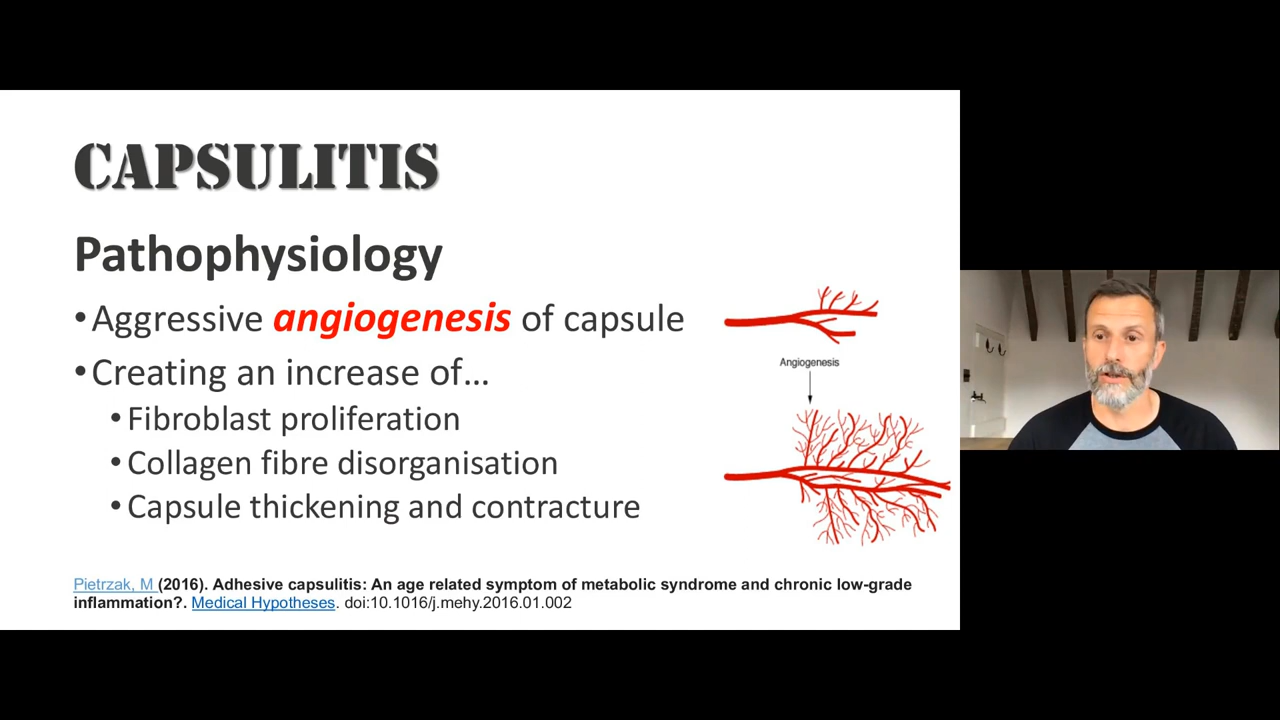 CAPSULITIS
Pathophysiology
•Aggressive angiogenesis of capsule
•Creating an increase of...
•Fibroblast proliferation
•Collagen fibre disorganisation
•Capsule thickening and contracture
Angiogenesis
Pietrzak, M (2016). Adhesive capsulitis: An age related symptom of metabolic syndrome and chronic low-grade
inflammation?. Medical Hypotheses. doi:10.1016/j.mehy.2016.01.002